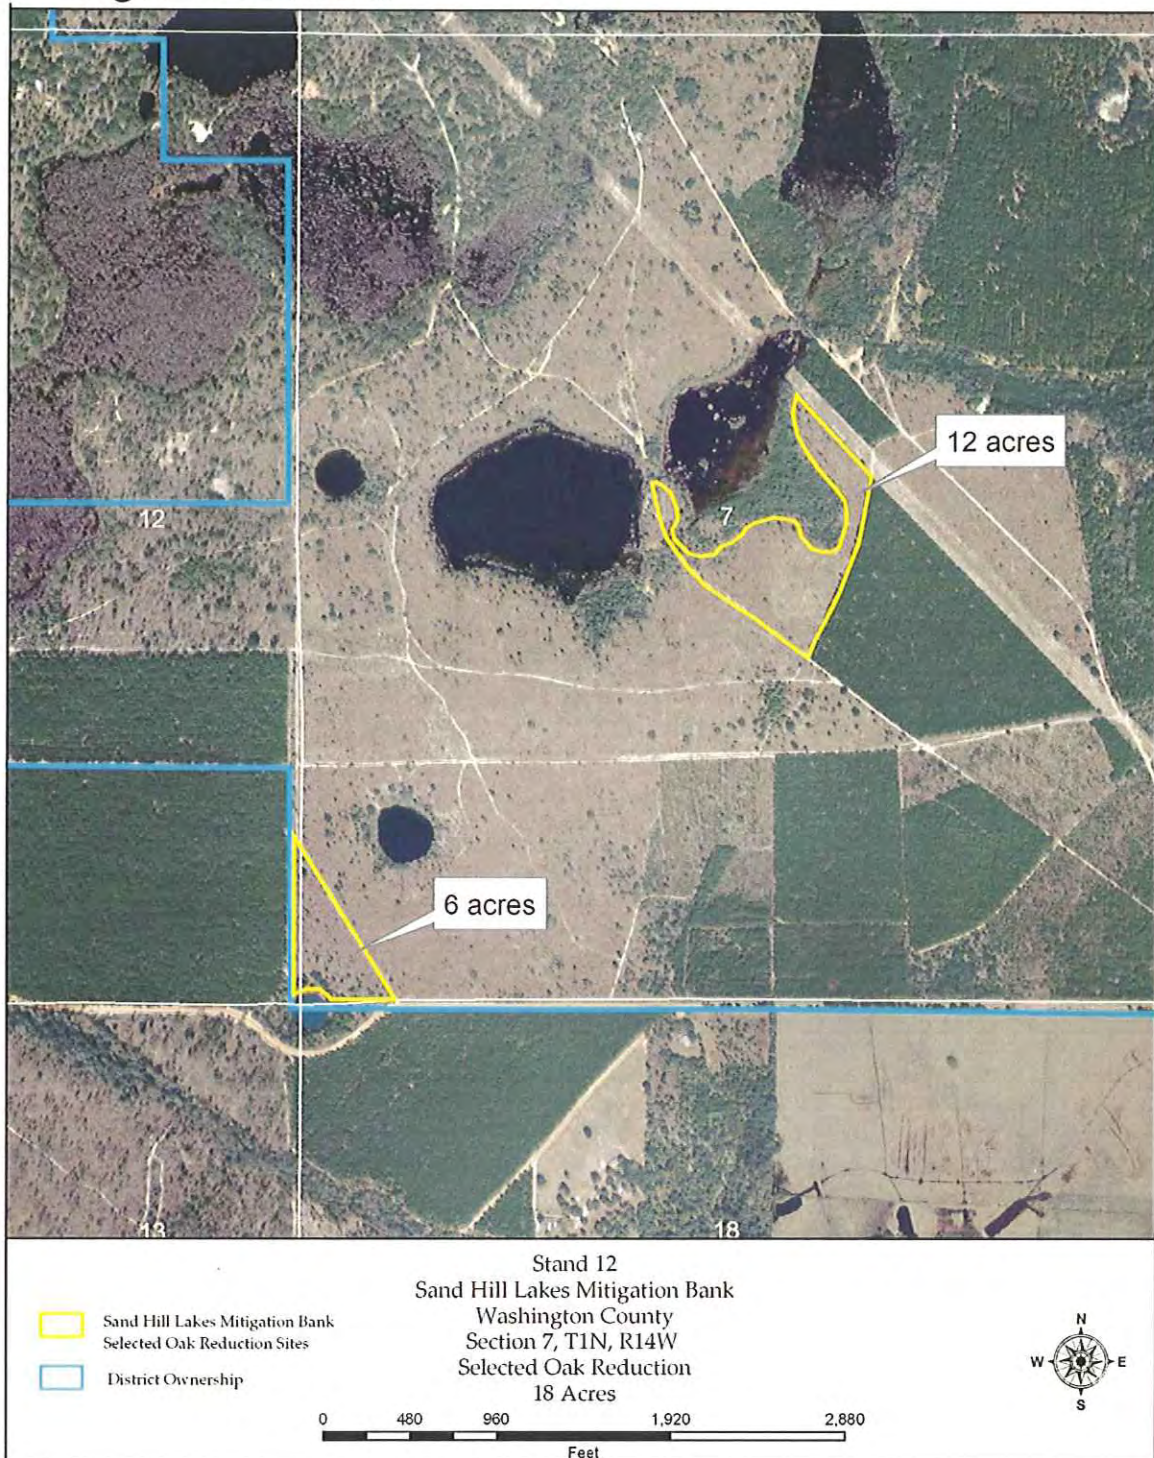 12 acres
12
7
6 acres
13
18
Stand 12
Sand Hill Lakes Mitigation Bank
Washington County
Section 7, T1N, R14W
Selected Oak Reduction
18 Acres
Sand Hill Lakes Mitigation Bank
Selected Oak Reduction Sites
District Ownership
N
W E
S
0 480 960 1,920 2,880
Feet